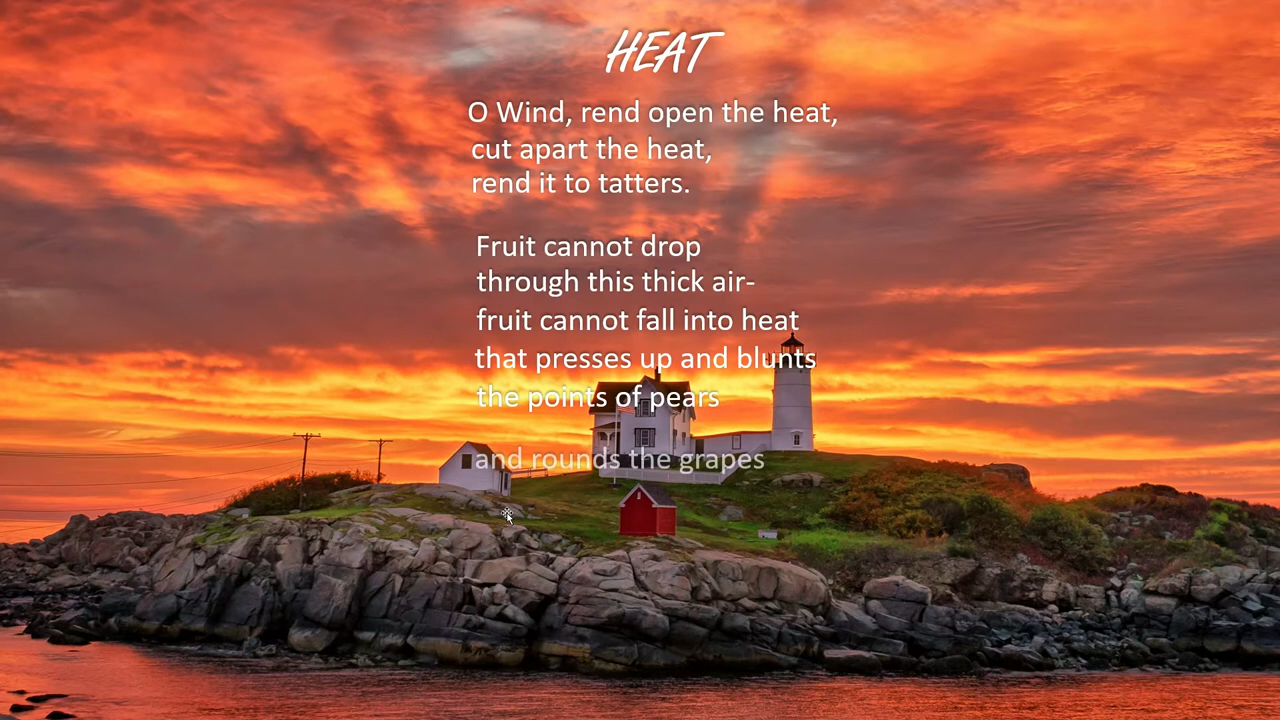 HEAT
O Wind, rend open the heat,
cut apart the heat,
rend it to tatters.
Fruit cannot drop
through this thick air-
fruit cannot fall into heat
that presses up and blunts
the points of pears
and rounds the grapes